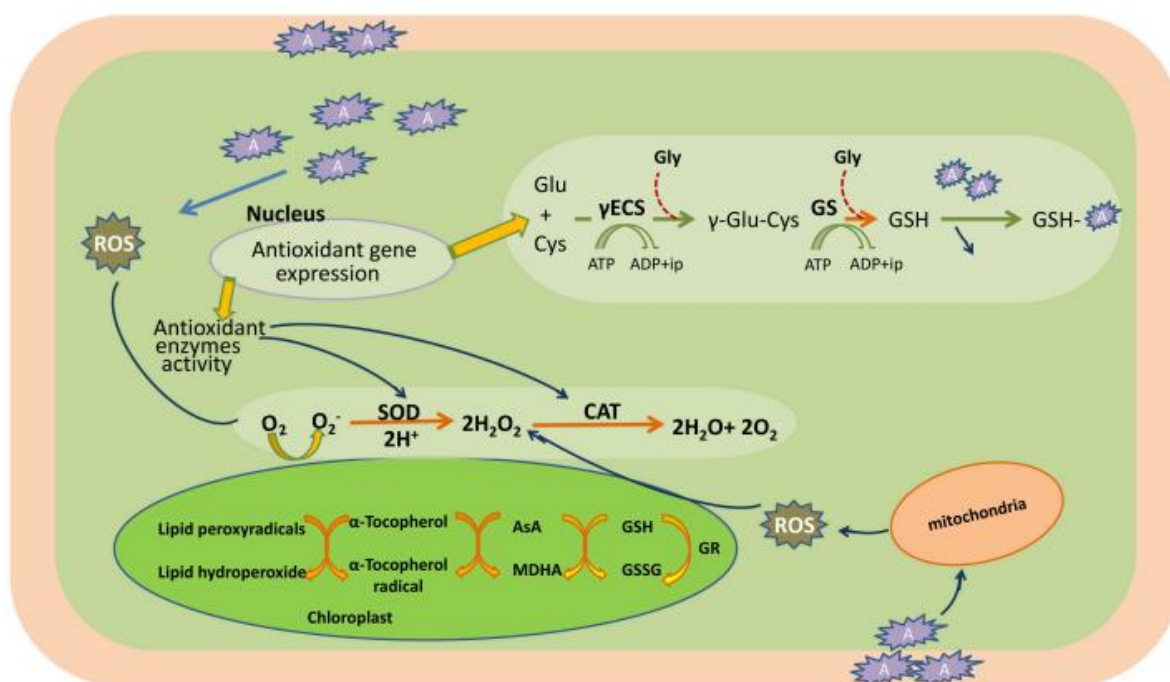 A A
A
A
A
A
ROS
Nucleus
Antioxidant gene
expression
Antioxidant
enzymes
activity
Glu
+
Cys
γECS
ATP
ADP+ip
Gly
γ-Glu-Cys
GS
ATP
ADP+ip
Gly
GSH
A
A
GSH- A
O₂
O₂⁻
SOD
2H⁺
2H₂O₂
CAT
2H₂O+ 2O₂
Lipid peroxyradicals
Lipid hydroperoxide
α-Tocopherol
α-Tocopherol
radical
AsA
MDHA
GSH
GSSG
GR
Chloroplast
ROS
mitochondria
A
A A